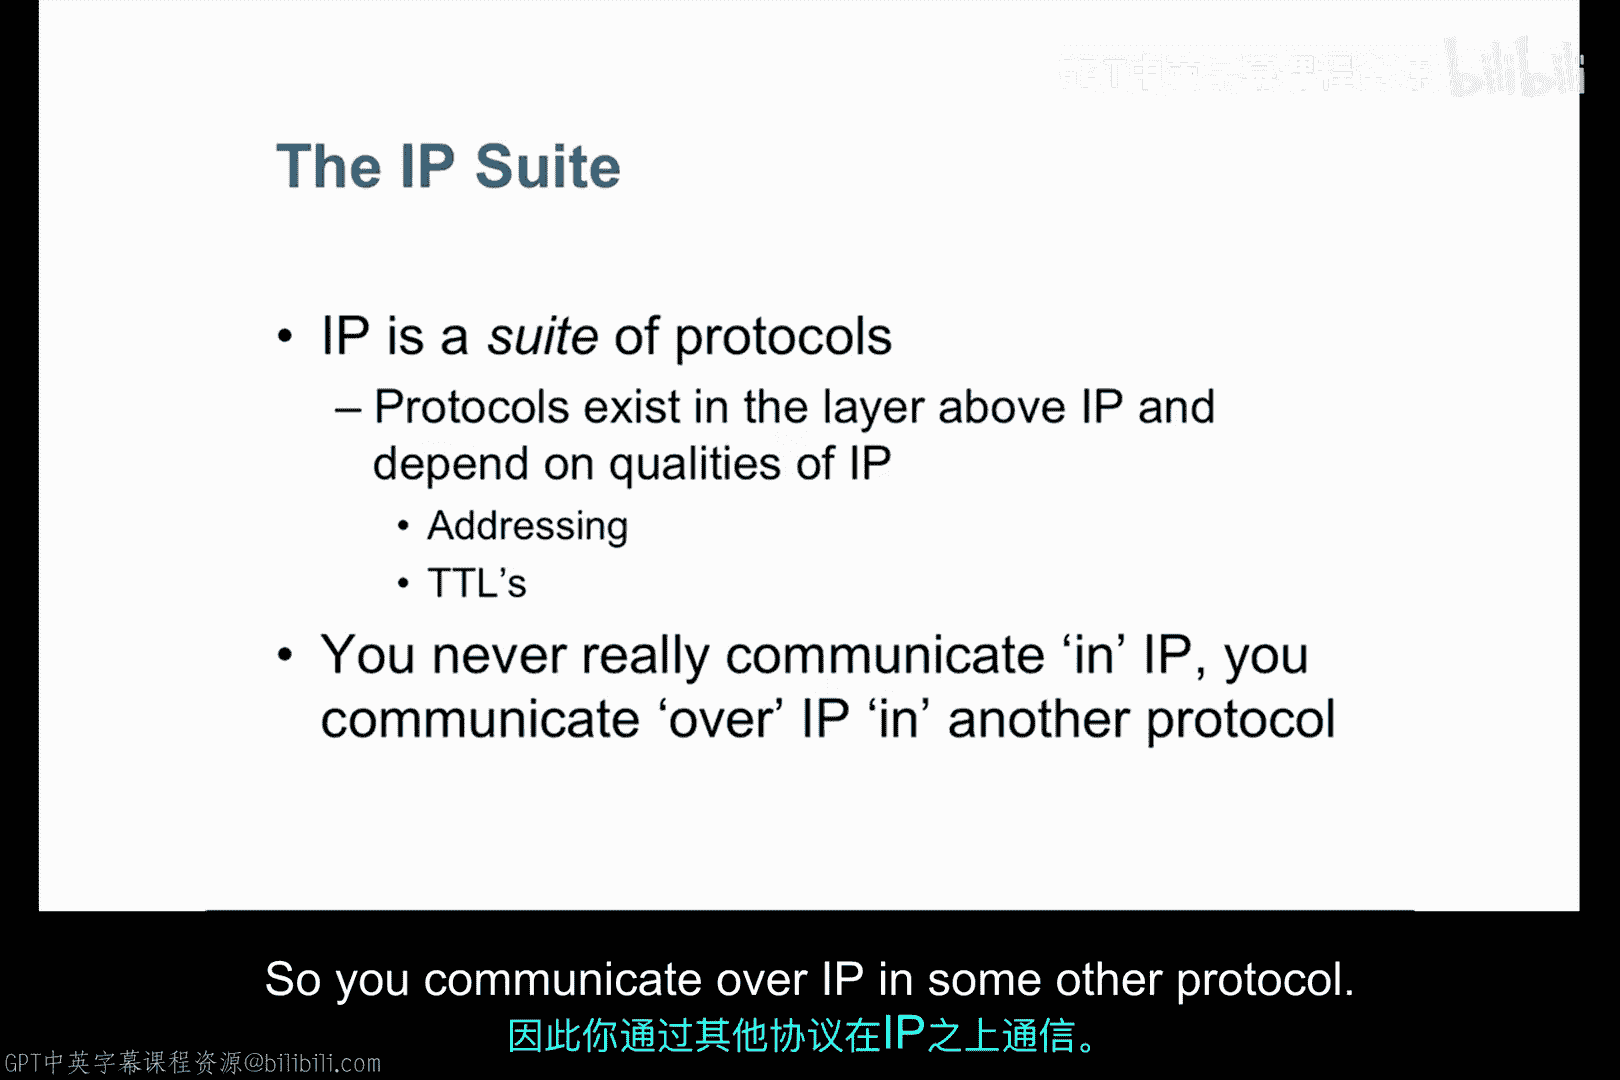 bilibili
The IP Suite
• IP is a suite of protocols
– Protocols exist in the layer above IP and
depend on qualities of IP
• Addressing
• TTL’s
• You never really communicate ‘in’ IP, you
communicate ‘over’ IP ‘in’ another protocol
So you communicate over IP in some other protocol.
因此你通过其他协议在IP之上通信。
GPT中英字幕课程资源@bilibili.com